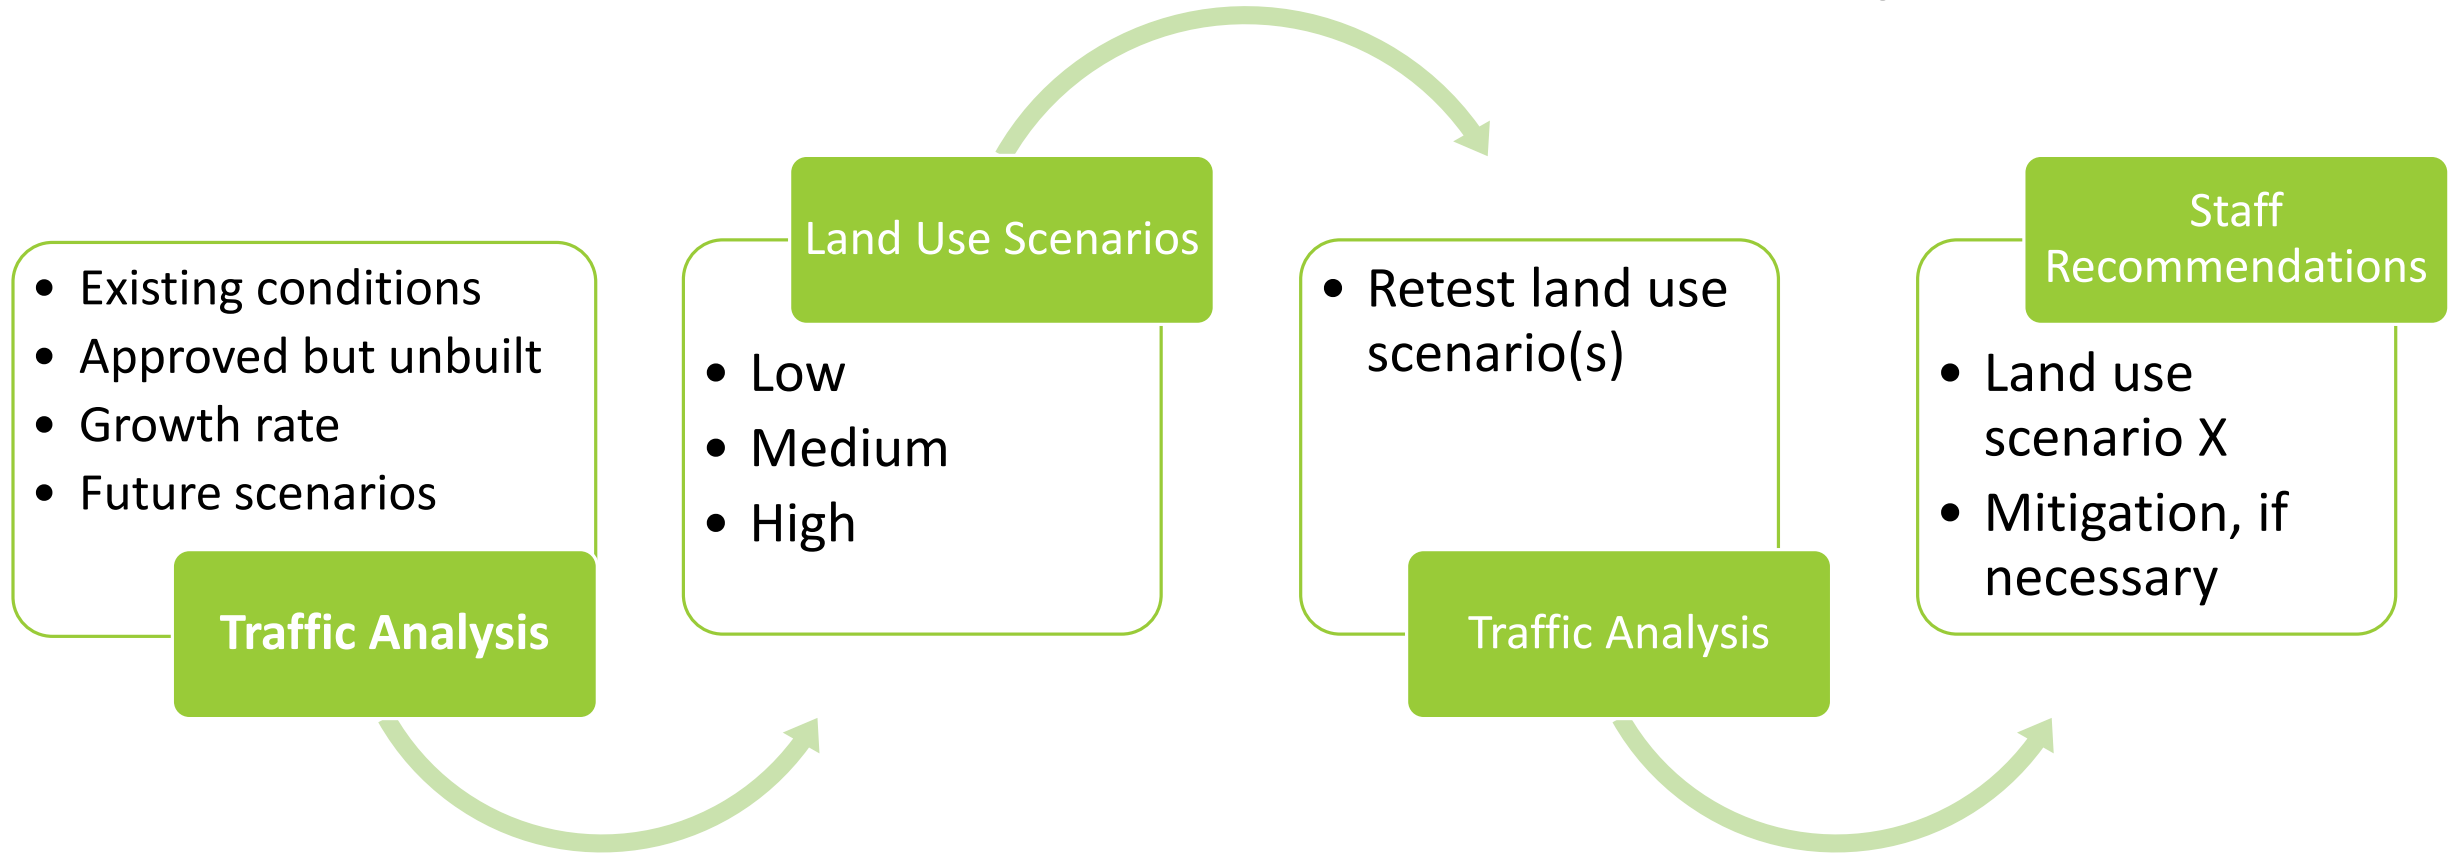 • Existing conditions
• Approved but unbuilt
• Growth rate
• Future scenarios
Traffic Analysis
Land Use Scenarios
• Low
• Medium
• High
• Retest land use
scenario(s)
Traffic Analysis
Staff
Recommendations
• Land use
scenario X
• Mitigation, if
necessary